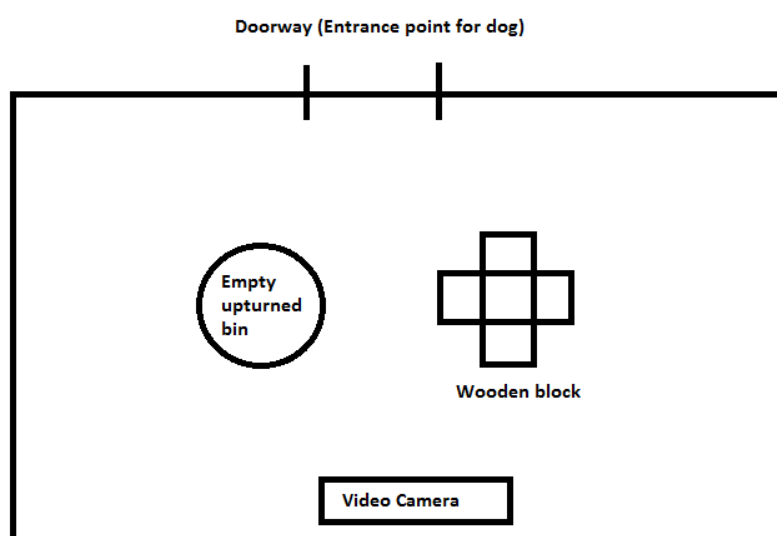 Doorway (Entrance point for dog)
Empty
upturned
bin
Wooden block
Video Camera